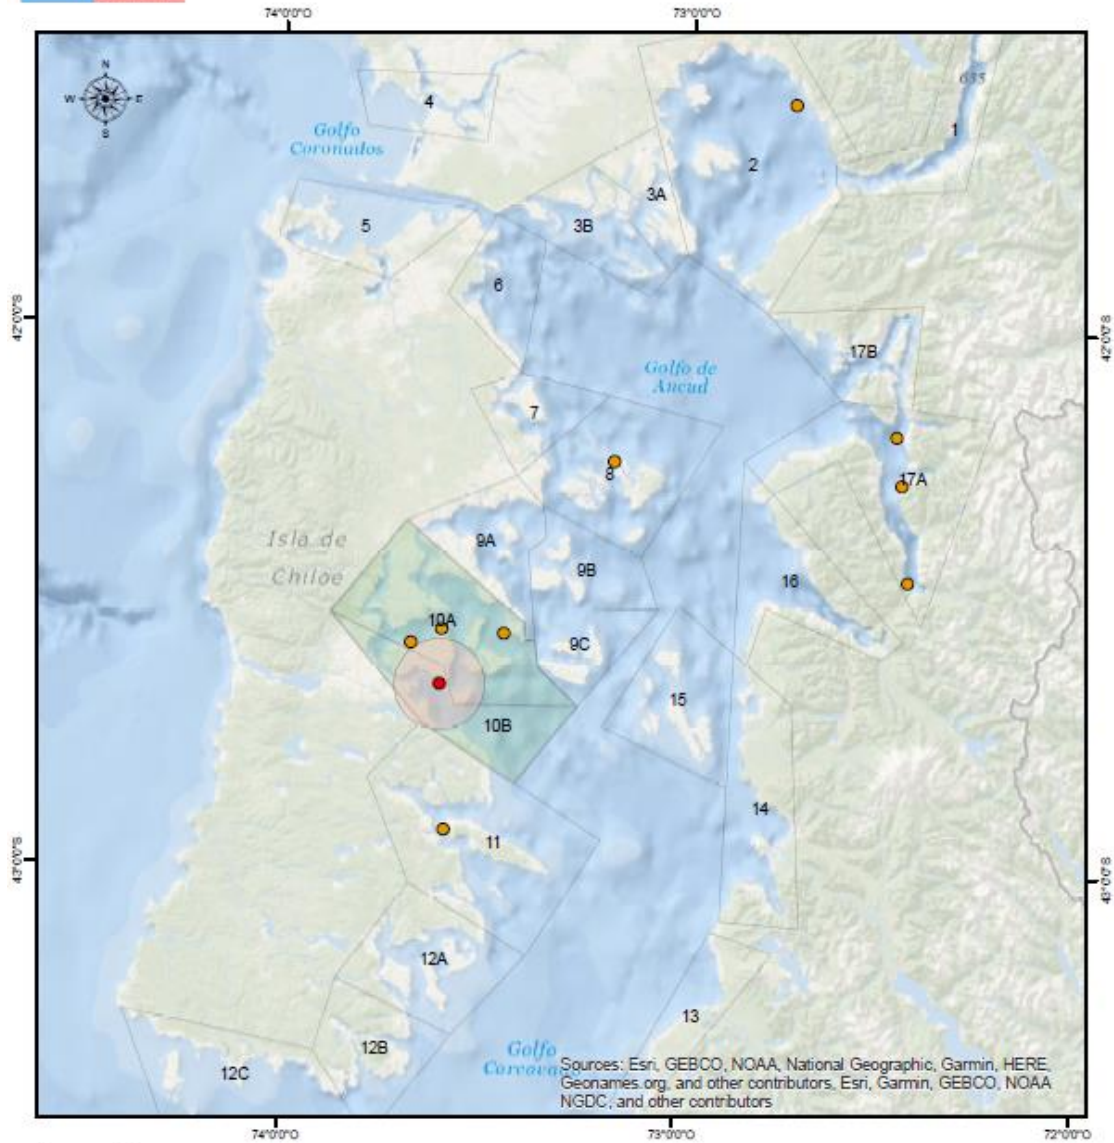 74°0'0"O
73°0'0"O
N
W
E
S
4
Golfo
Coronados
655
1
2
3A
3B
5
6
42°0'0"S
42°0'0"S
17B
Golfo de
Ancud
7
8
17A
Isla de
Chiloe
9A
9B
16
10A
9C
15
10B
14
11
43°0'0"S
43°0'0"S
12A
13
12B
12C
Golfo
Corcovado
Sources: Esri, GEBCO, NOAA, National Geographic, Garmin, HERE,
Geonames.org, and other contributors, Esri, Garmin, GEBCO, NOAA
NGDC, and other contributors
74°0'0"O
73°0'0"O
72°0'0"O